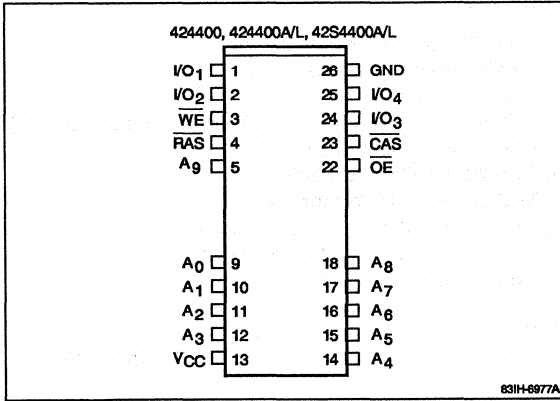 424400, 424400A/L, 42S4400A/L
I/O1 1 26 GND
I/O2 2 25 I/O4
WE 3 24 I/O3
RAS 4 23 CAS
A9 5 22 OE
A0 9 18 A8
A1 10 17 A7
A2 11 16 A6
A3 12 15 A5
VCC 13 14 A4
83IH-6977A